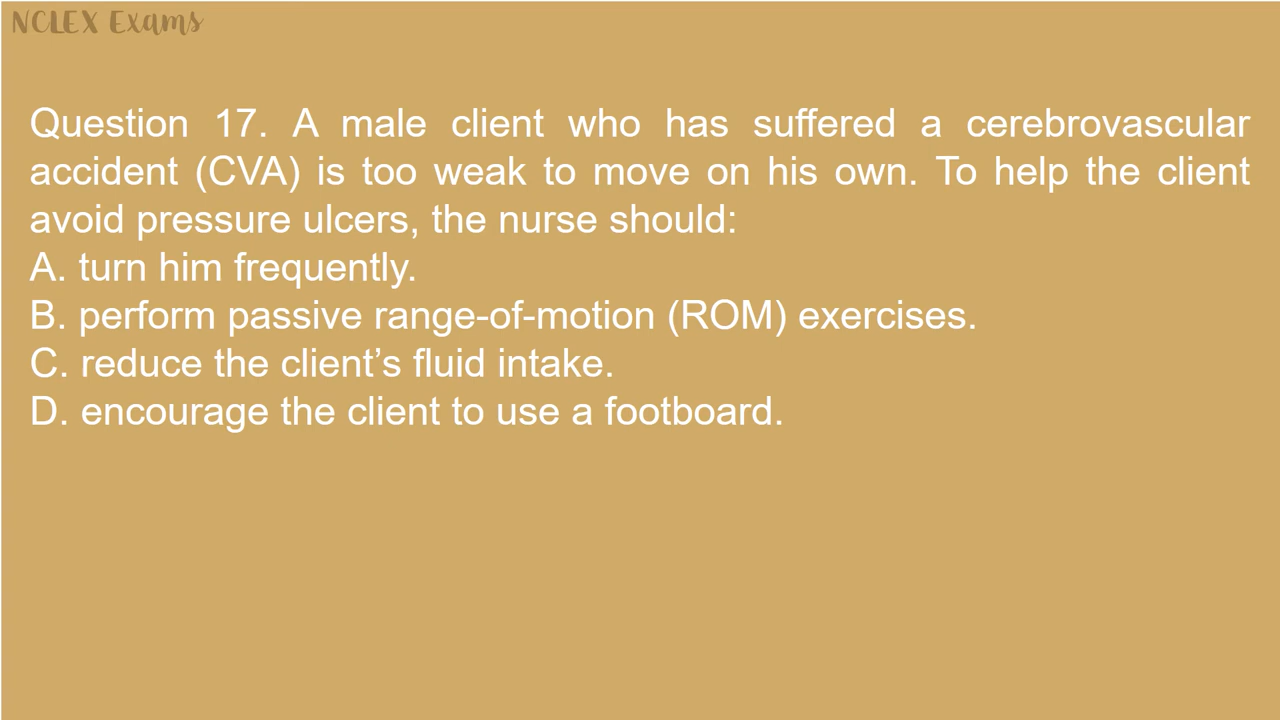 NCLEX Exams
Question 17. A male client who has suffered a cerebrovascular
accident (CVA) is too weak to move on his own. To help the client
avoid pressure ulcers, the nurse should:
A. turn him frequently.
B. perform passive range-of-motion (ROM) exercises.
C. reduce the client’s fluid intake.
D. encourage the client to use a footboard.